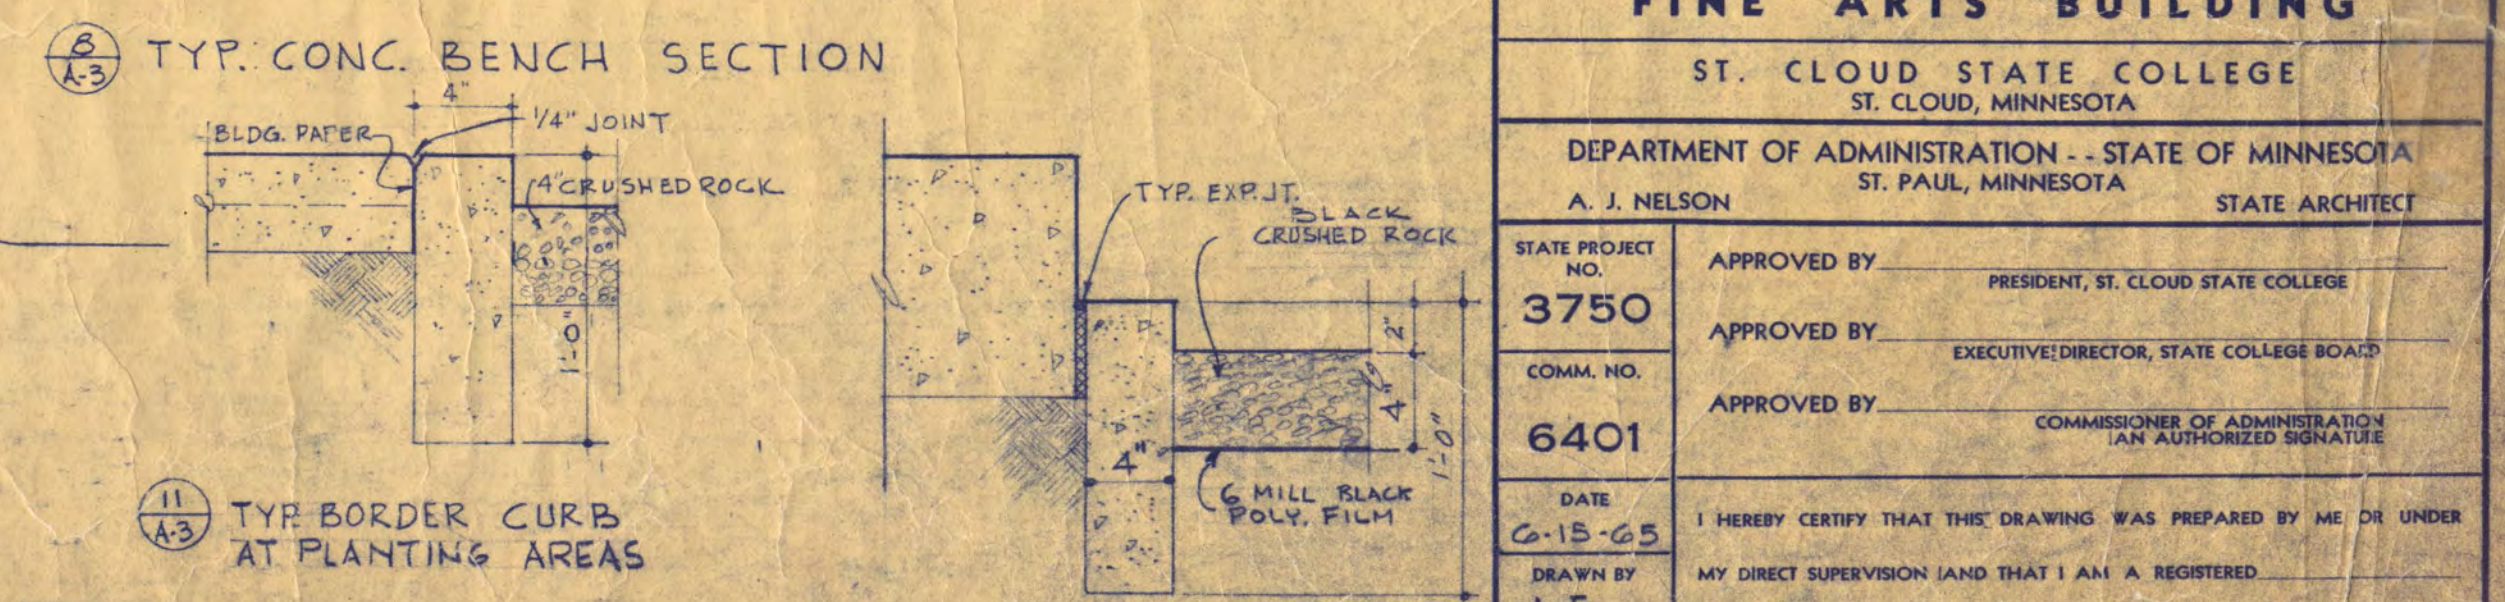 B
A-3
TYP. CONC. BENCH SECTION
4"
1/4" JOINT
BLDG. PAPER
4" CRUSHED ROCK
1'-0"
11
A-3
TYP. BORDER CURB
AT PLANTING AREAS
TYP. EXP. JT.
BLACK
CRUSHED ROCK
2"
4"
1'-0"
4"
6 MILL BLACK
POLY. FILM
FINE ARTS BUILDING
ST. CLOUD STATE COLLEGE
ST. CLOUD, MINNESOTA
DEPARTMENT OF ADMINISTRATION - - STATE OF MINNESOTA
ST. PAUL, MINNESOTA
A. J. NELSON STATE ARCHITECT
STATE PROJECT
NO.
3750
COMM. NO.
6401
DATE
6-15-65
DRAWN BY
APPROVED BY
PRESIDENT, ST. CLOUD STATE COLLEGE
APPROVED BY
EXECUTIVE DIRECTOR, STATE COLLEGE BOARD
APPROVED BY
COMMISSIONER OF ADMINISTRATION
AN AUTHORIZED SIGNATURE
I HEREBY CERTIFY THAT THIS DRAWING WAS PREPARED BY ME OR UNDER
MY DIRECT SUPERVISION AND THAT I AM A REGISTERED